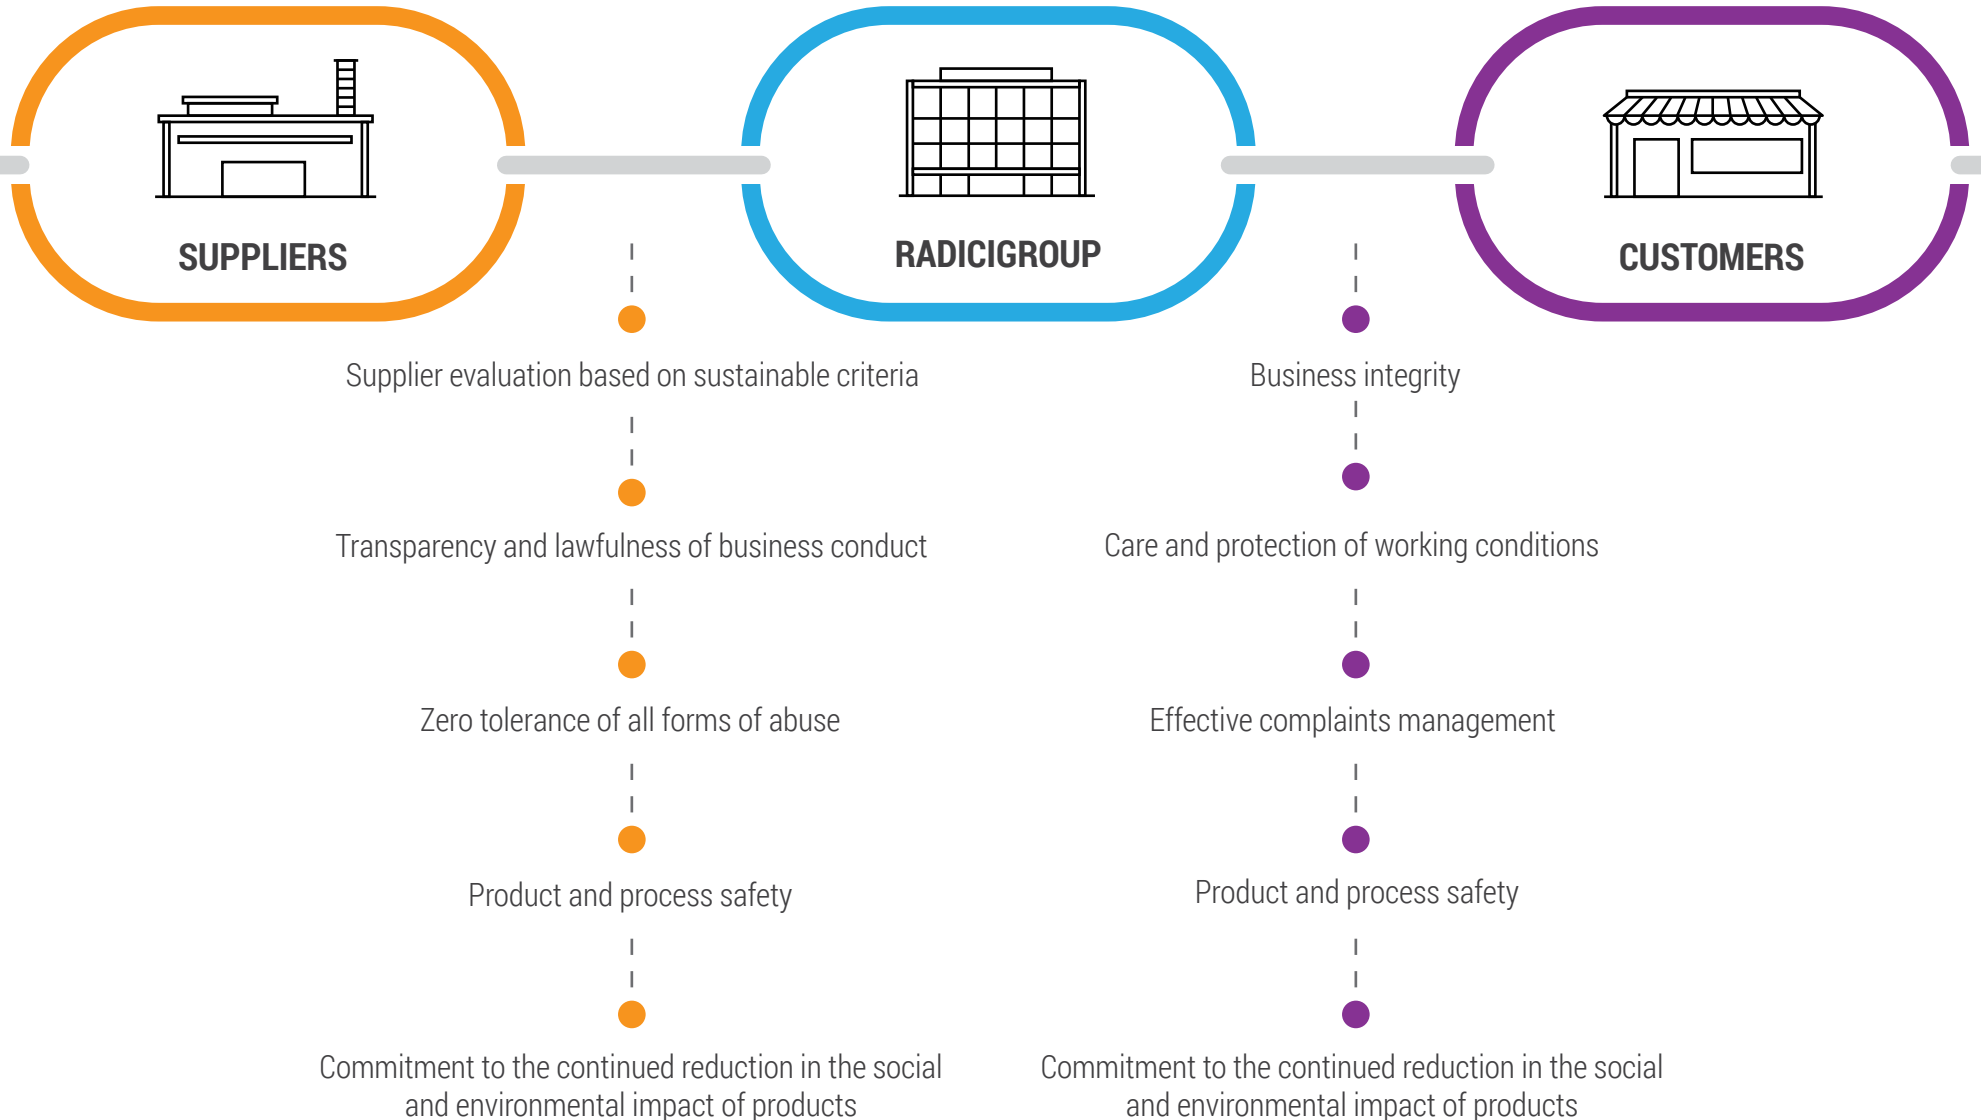 SUPPLIERS
RADICIGROUP
CUSTOMERS
Supplier evaluation based on sustainable criteria
Transparency and lawfulness of business conduct
Zero tolerance of all forms of abuse
Product and process safety
Commitment to the continued reduction in the social
and environmental impact of products
Business integrity
Care and protection of working conditions
Effective complaints management
Product and process safety
Commitment to the continued reduction in the social
and environmental impact of products